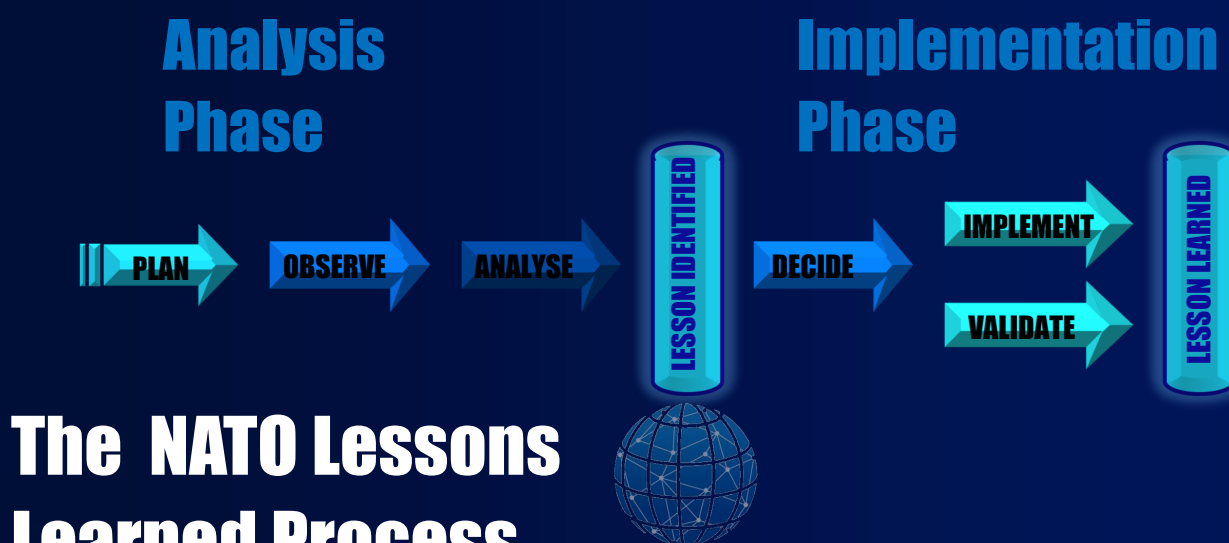 Analysis
Phase
Implementation
Phase
PLAN
OBSERVE
ANALYSE
LESSON IDENTIFIED
DECIDE
IMPLEMENT
VALIDATE
LESSON LEARNED
The NATO Lessons
Learned Process